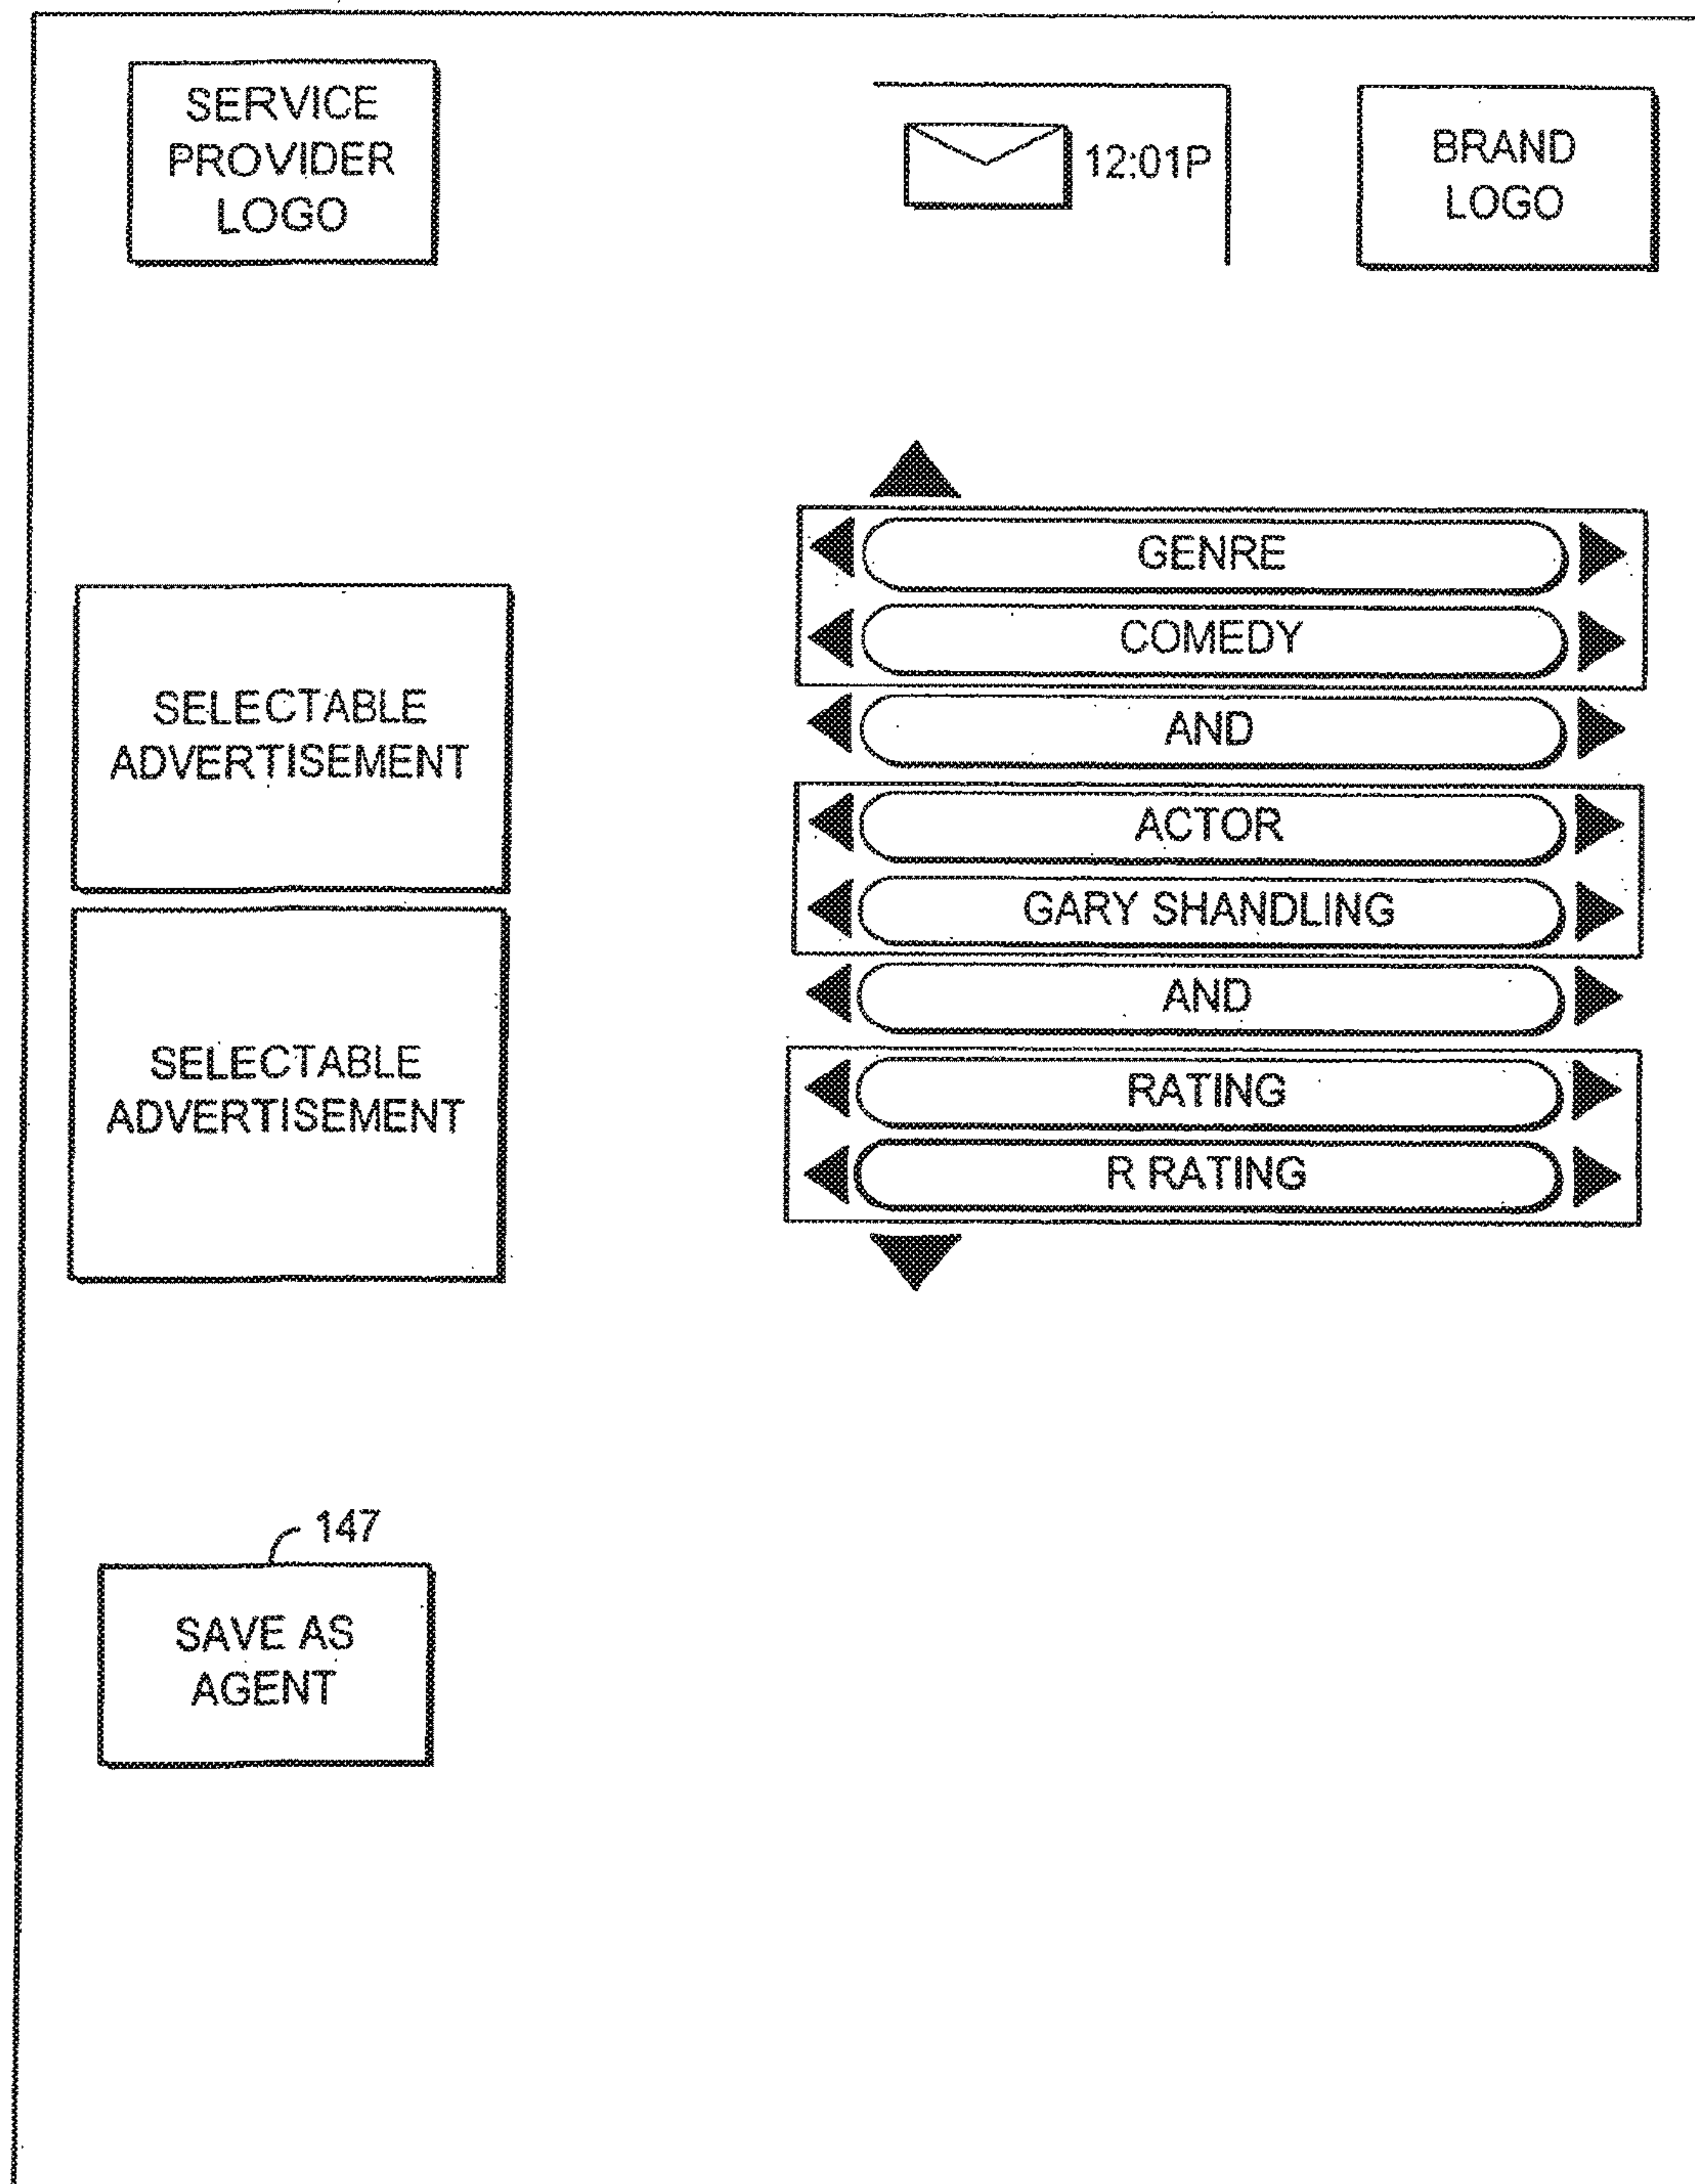 SERVICE
PROVIDER
LOGO
12:01P
BRAND
LOGO
GENRE
COMEDY
AND
ACTOR
GARY SHANDLING
AND
RATING
R RATING
SELECTABLE
ADVERTISEMENT
SELECTABLE
ADVERTISEMENT
147
SAVE AS
AGENT